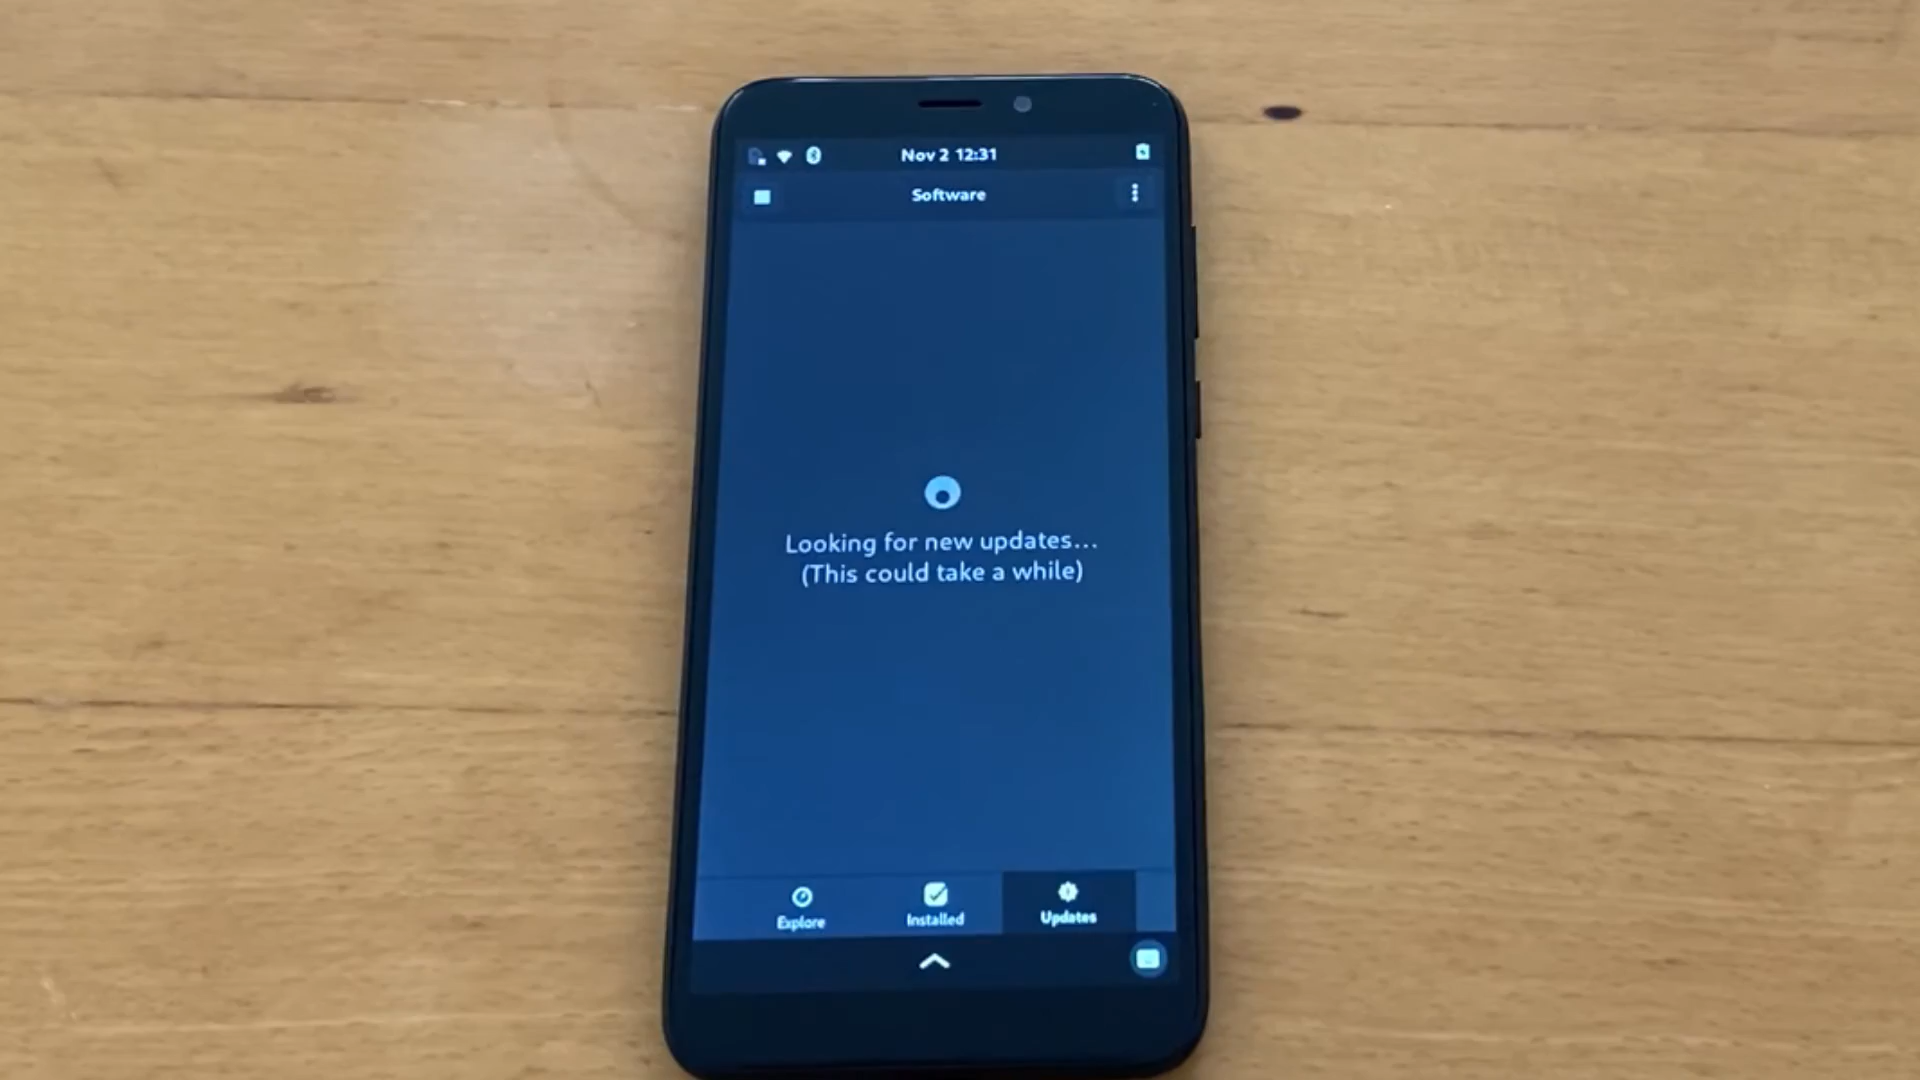 Nov 2 12:31
Software
Looking for new updates...
(This could take a while)
Explore
Installed
Updates